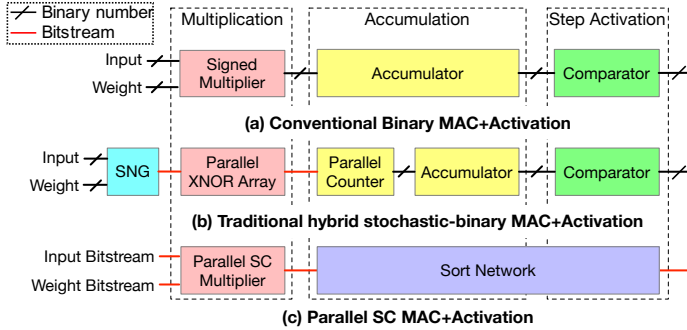 Binary number
Bitstream
Multiplication
Accumulation
Step Activation
Input
Weight
Signed
Multiplier
Accumulator
Comparator
(a) Conventional Binary MAC+Activation
Input
Weight
SNG
Parallel
XNOR Array
Parallel
Counter
Accumulator
Comparator
(b) Traditional hybrid stochastic-binary MAC+Activation
Input Bitstream
Weight Bitstream
Parallel SC
Multiplier
Sort Network
(c) Parallel SC MAC+Activation